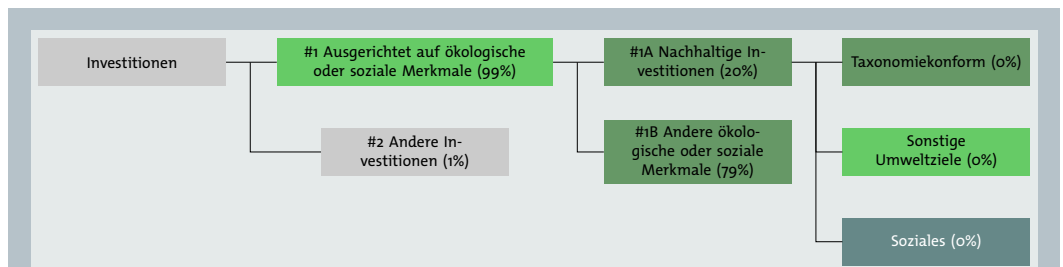 Investitionen
#1 Ausgerichtet auf ökologische
oder soziale Merkmale (99%)
#1A Nachhaltige In-
vestitionen (20%)
Taxonomiekonform (0%)
#2 Andere In-
vestitionen (1%)
#1B Andere ökolo-
gische oder soziale
Merkmale (79%)
Sonstige
Umweltziele (0%)
Soziales (0%)